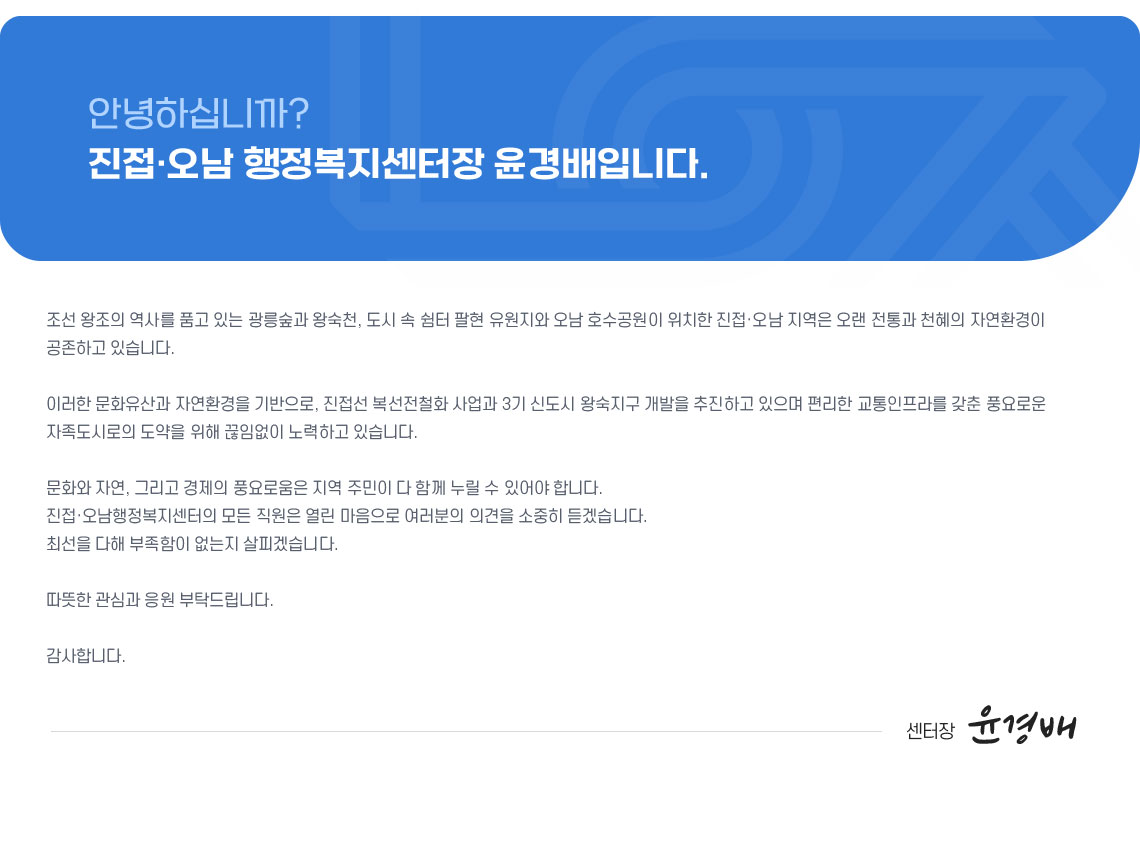 안녕하십니까?
진접·오남 행정복지센터장 윤경배입니다.
조선 왕조의 역사를 품고 있는 광릉숲과 왕숙천, 도시 속 쉼터 팔현 유원지와 오남 호수공원이 위치한 진접·오남 지역은 오랜 전통과 천혜의 자연환경이
공존하고 있습니다.
이러한 문화유산과 자연환경을 기반으로, 진접선 복선전철화 사업과 3기 신도시 왕숙지구 개발을 추진하고 있으며 편리한 교통인프라를 갖춘 풍요로운
자족도시로의 도약을 위해 끊임없이 노력하고 있습니다.
문화와 자연, 그리고 경제의 풍요로움은 지역 주민이 다 함께 누릴 수 있어야 합니다.
진접·오남행정복지센터의 모든 직원은 열린 마음으로 여러분의 의견을 소중히 듣겠습니다.
최선을 다해 부족함이 없는지 살피겠습니다.
따뜻한 관심과 응원 부탁드립니다.
감사합니다.
센터장 윤경배